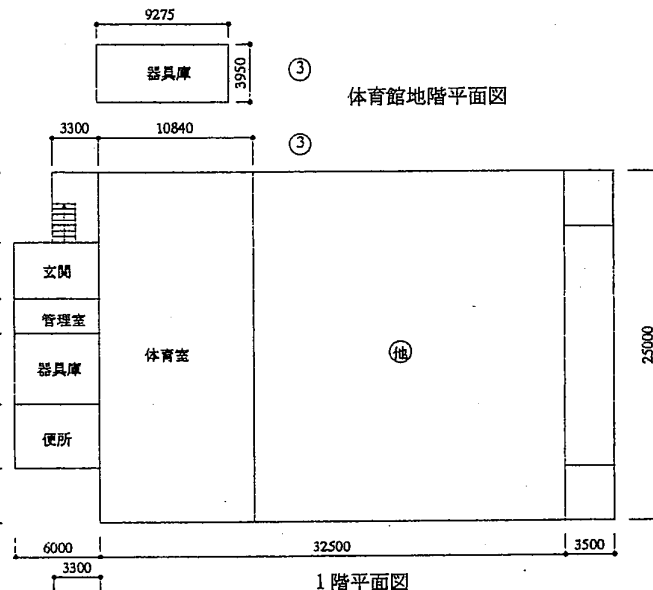 9275
器具庫
3950
③
体育館地階平面図
3300
10840
③
玄関
管理室
器具庫
便所
体育室
他
25000
6000
32500
3500
3300
1階平面図